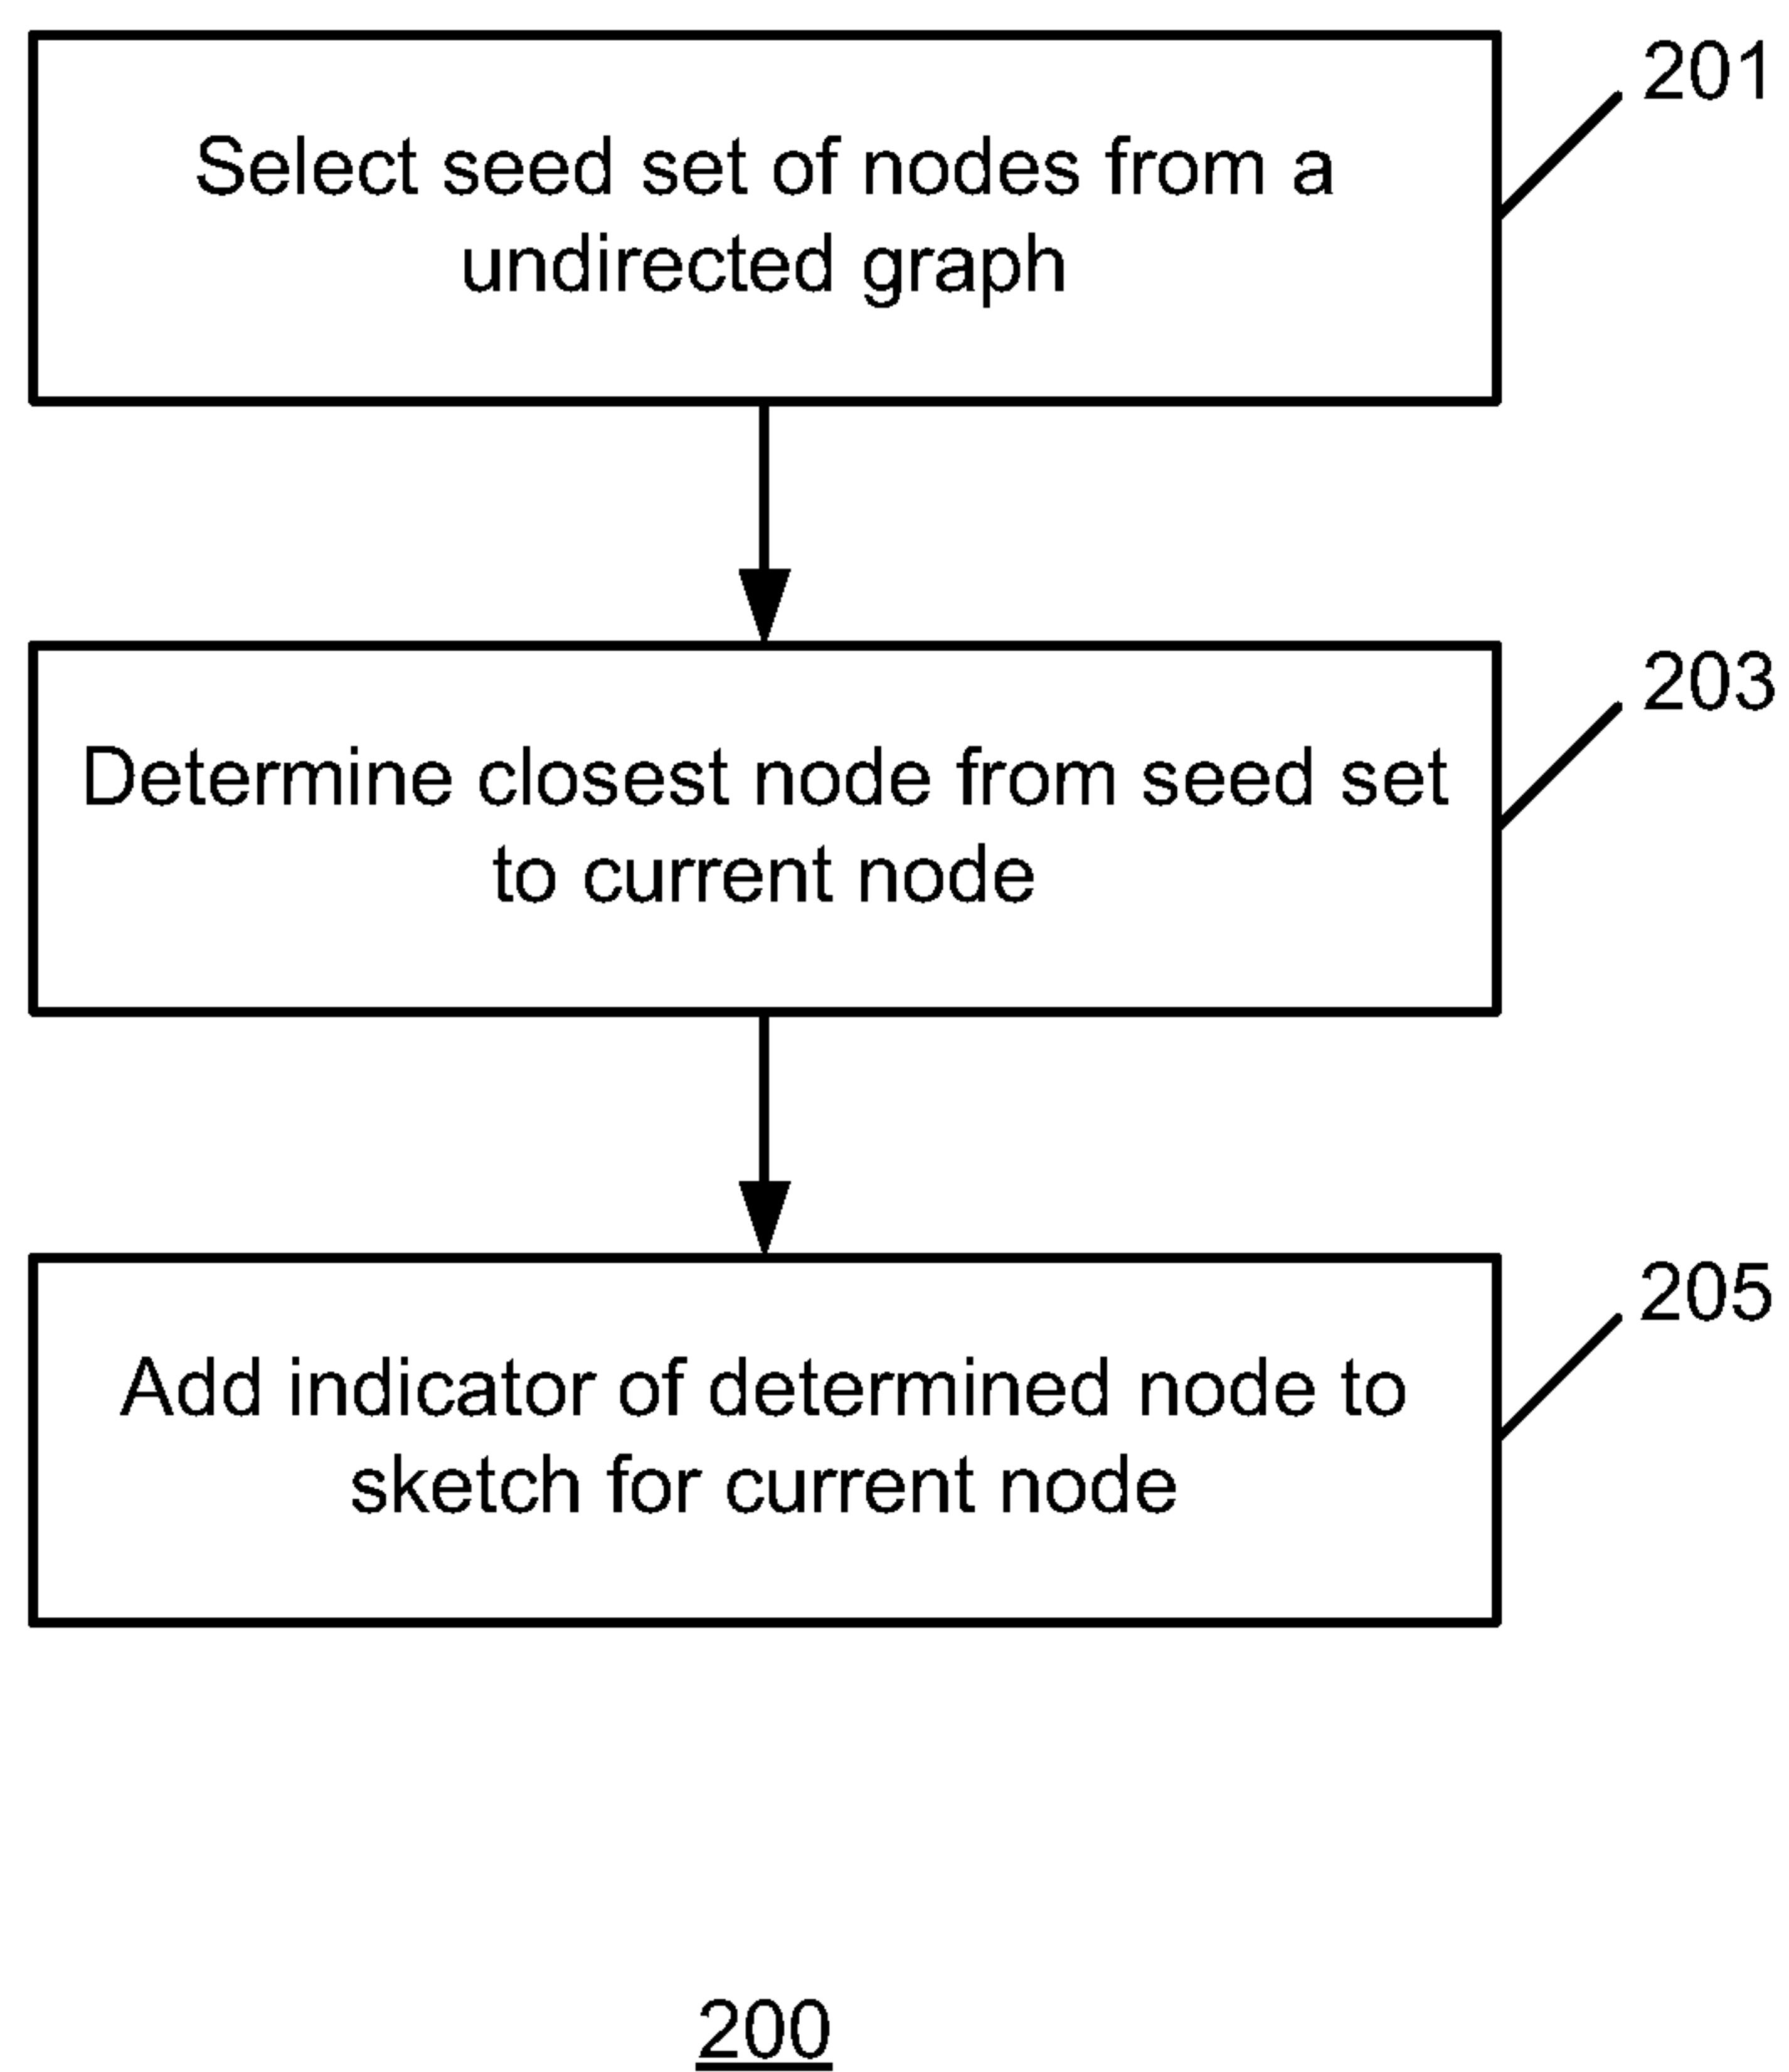 201
Select seed set of nodes from a
undirected graph
203
Determine closest node from seed set
to current node
205
Add indicator of determined node to
sketch for current node
200